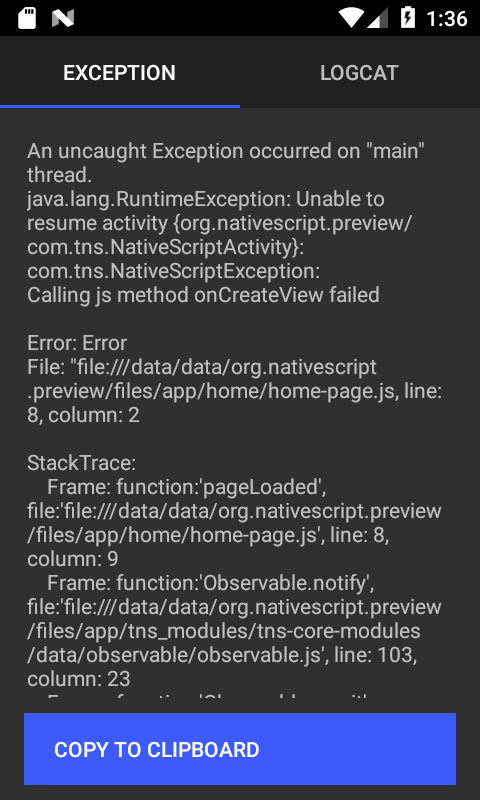 1:36
EXCEPTION
LOGCAT
An uncaught Exception occurred on "main"
thread.
java.lang.RuntimeException: Unable to
resume activity {org.nativescript.preview/
com.tns.NativeScriptActivity}:
com.tns.NativeScriptException:
Calling js method onCreateView failed
Error: Error
File: "file:///data/data/org.nativescript
.preview/files/app/home/home-page.js, line:
8, column: 2
StackTrace:
Frame: function:'pageLoaded',
file:'file:///data/data/org.nativescript.preview
/files/app/home/home-page.js', line: 8,
column: 9
Frame: function:'Observable.notify',
file:'file:///data/data/org.nativescript.preview
/files/app/tns_modules/tns-core-modules
/data/observable/observable.js', line: 103,
column: 23
COPY TO CLIPBOARD